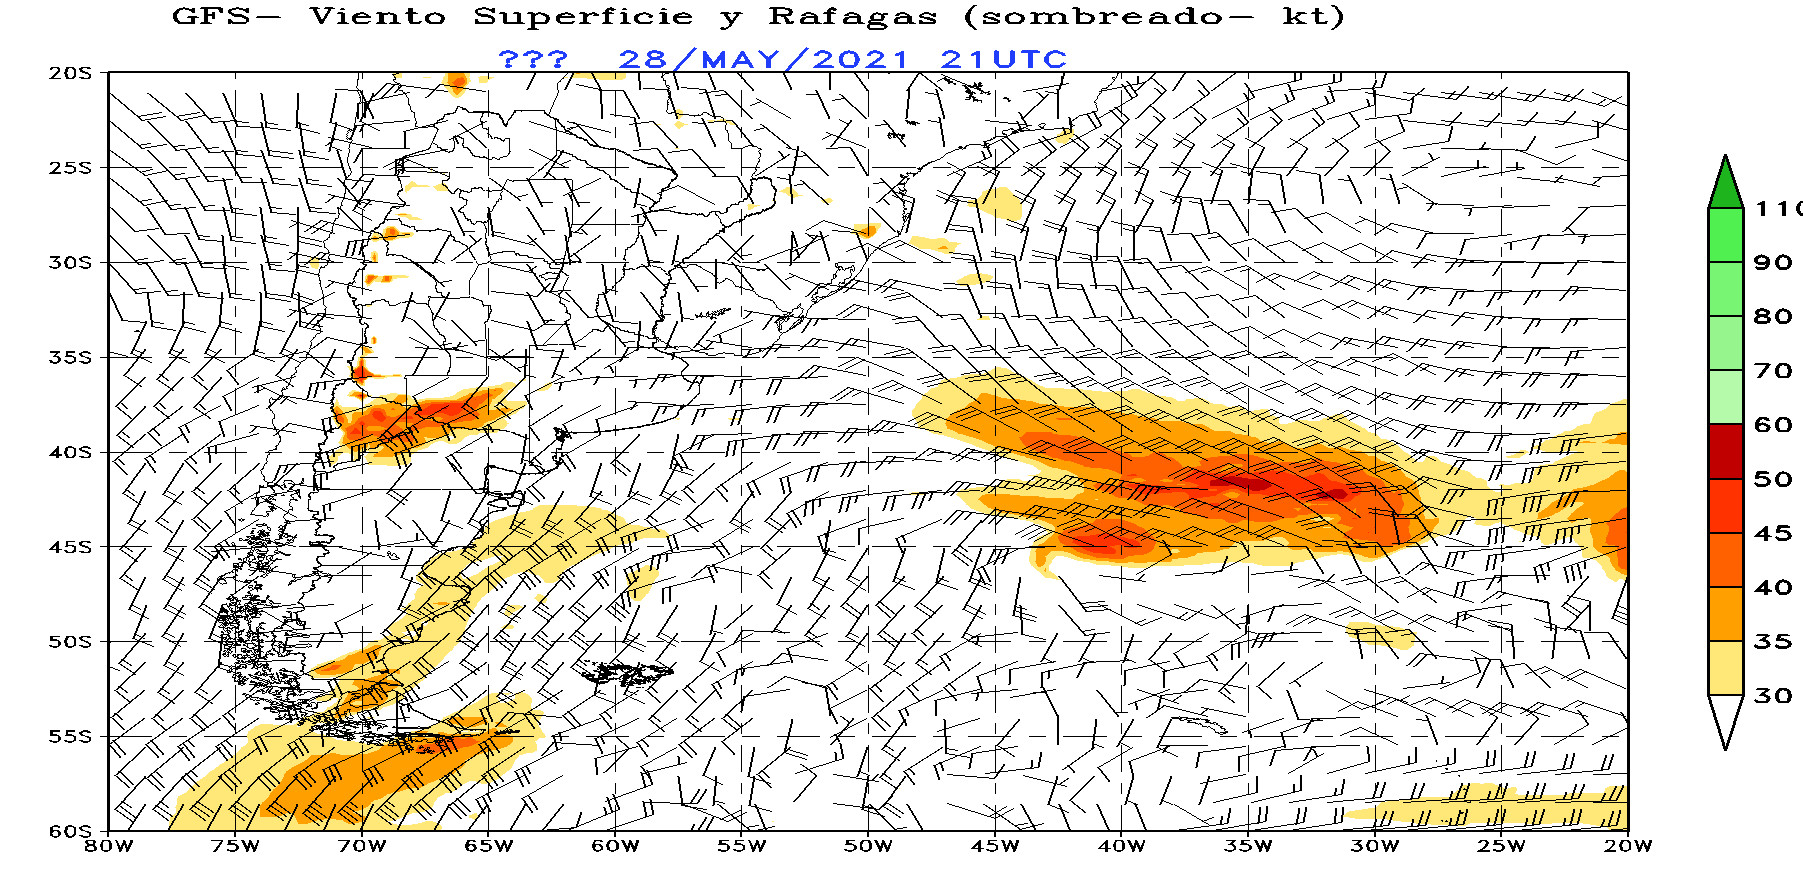 GFS− Viento Superficie y Rafagas (sombreado− kt)
??? 28/MAY/2021 21UTC
20S
25S
30S
35S
40S
45S
50S
55S
60S
80W 75W 70W 65W 60W 55W 50W 45W 40W 35W 30W 25W 20W
110
90
80
70
60
50
45
40
35
30